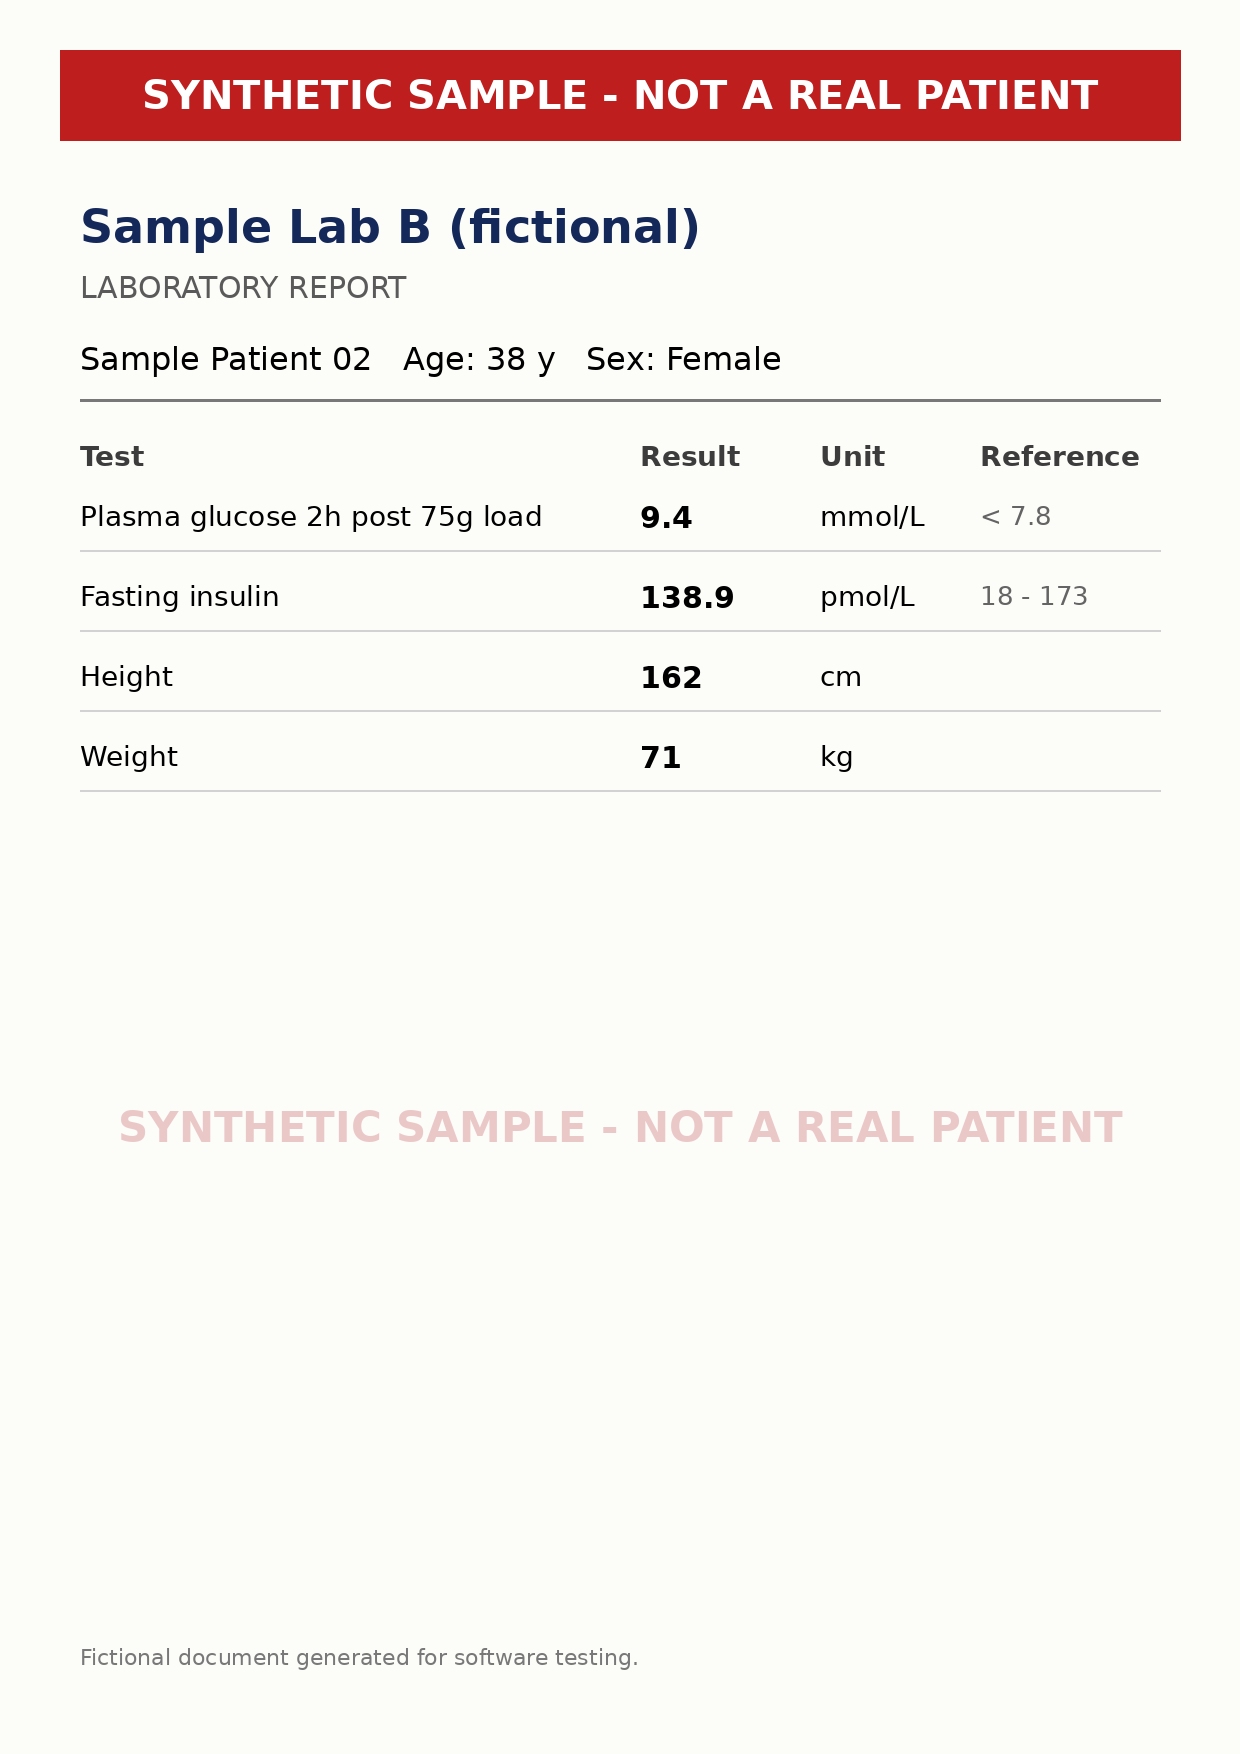 SYNTHETIC SAMPLE - NOT A REAL PATIENT
Sample Lab B (fictional)
LABORATORY REPORT
Sample Patient 02   Age: 38 y   Sex: Female
Test   Result   Unit   Reference
Plasma glucose 2h post 75g load   9.4   mmol/L   < 7.8
Fasting insulin   138.9   pmol/L   18 - 173
Height   162   cm
Weight   71   kg
SYNTHETIC SAMPLE - NOT A REAL PATIENT
Fictional document generated for software testing.